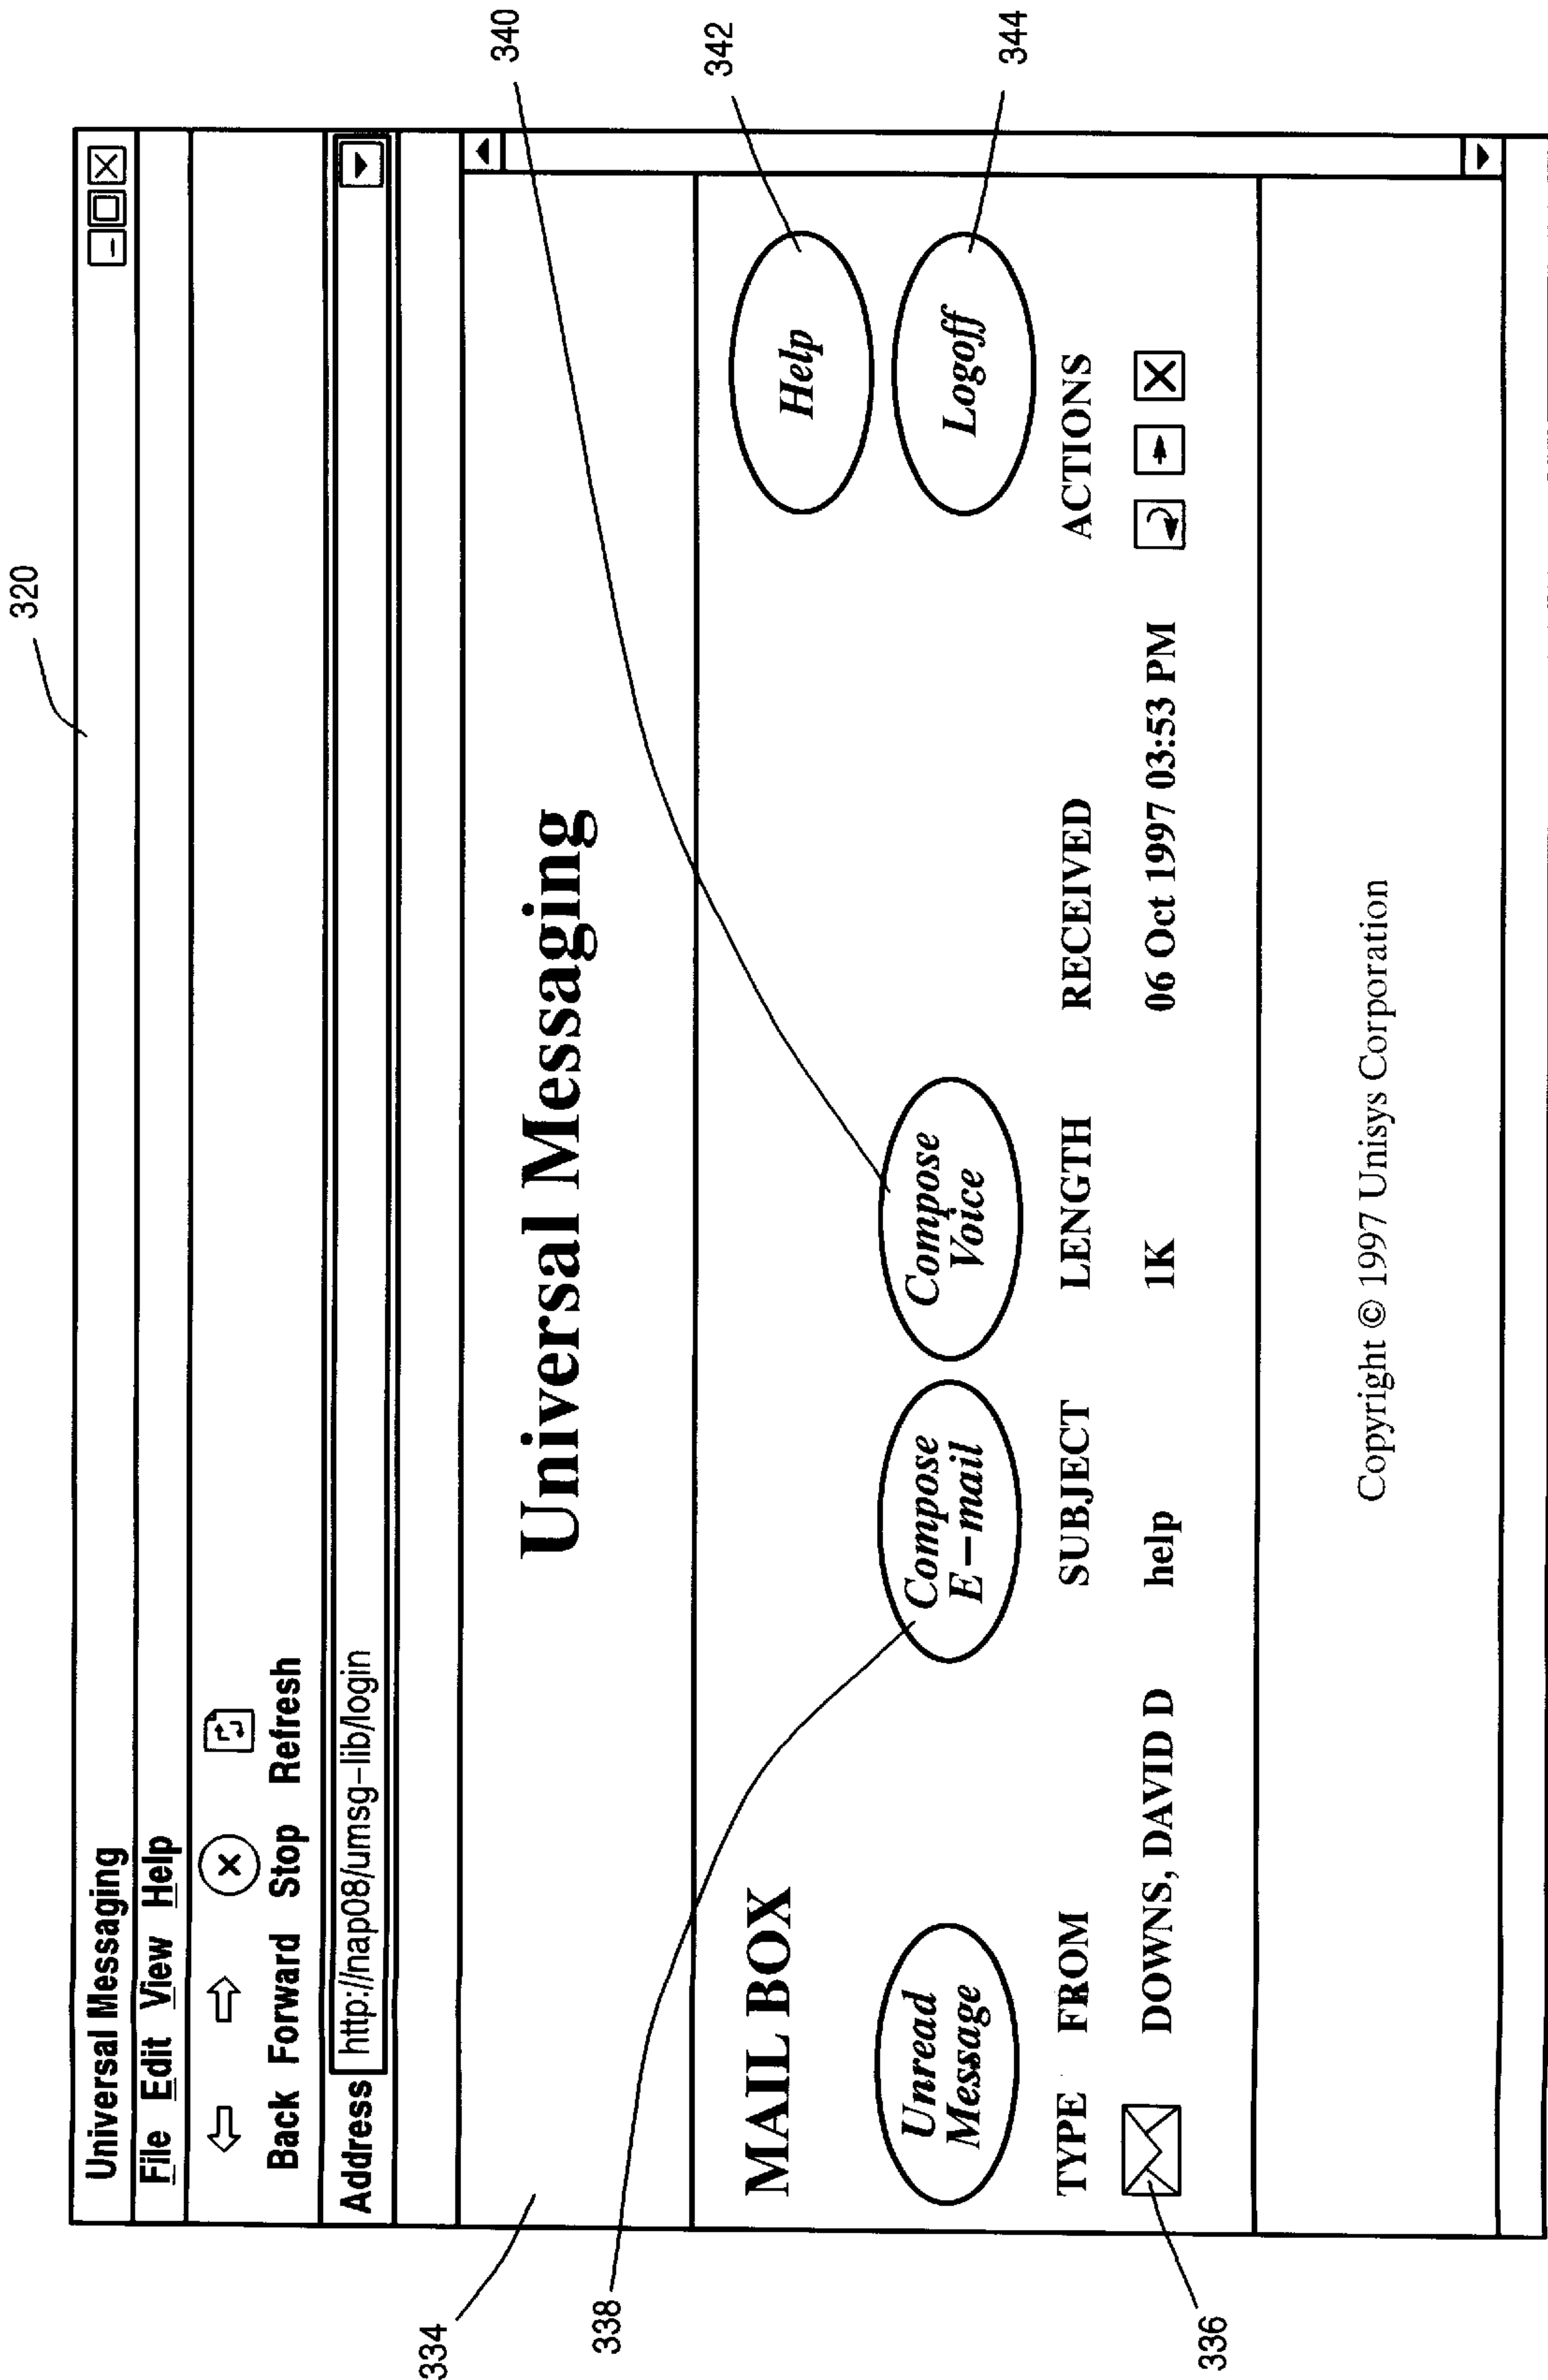 320
Universal Messaging
File Edit View Help
Back Forward Stop Refresh
Address http://nap08/umsg-lib/login
334
340
Universal Messaging
338
342
MAIL BOX
Help
Unread Message
Compose E-mail
Compose Voice
Logoff
344
TYPE FROM SUBJECT LENGTH RECEIVED ACTIONS
DOWNS, DAVID D help 1K 06 Oct 1997 03:53 PM
336
Copyright © 1997 Unisys Corporation